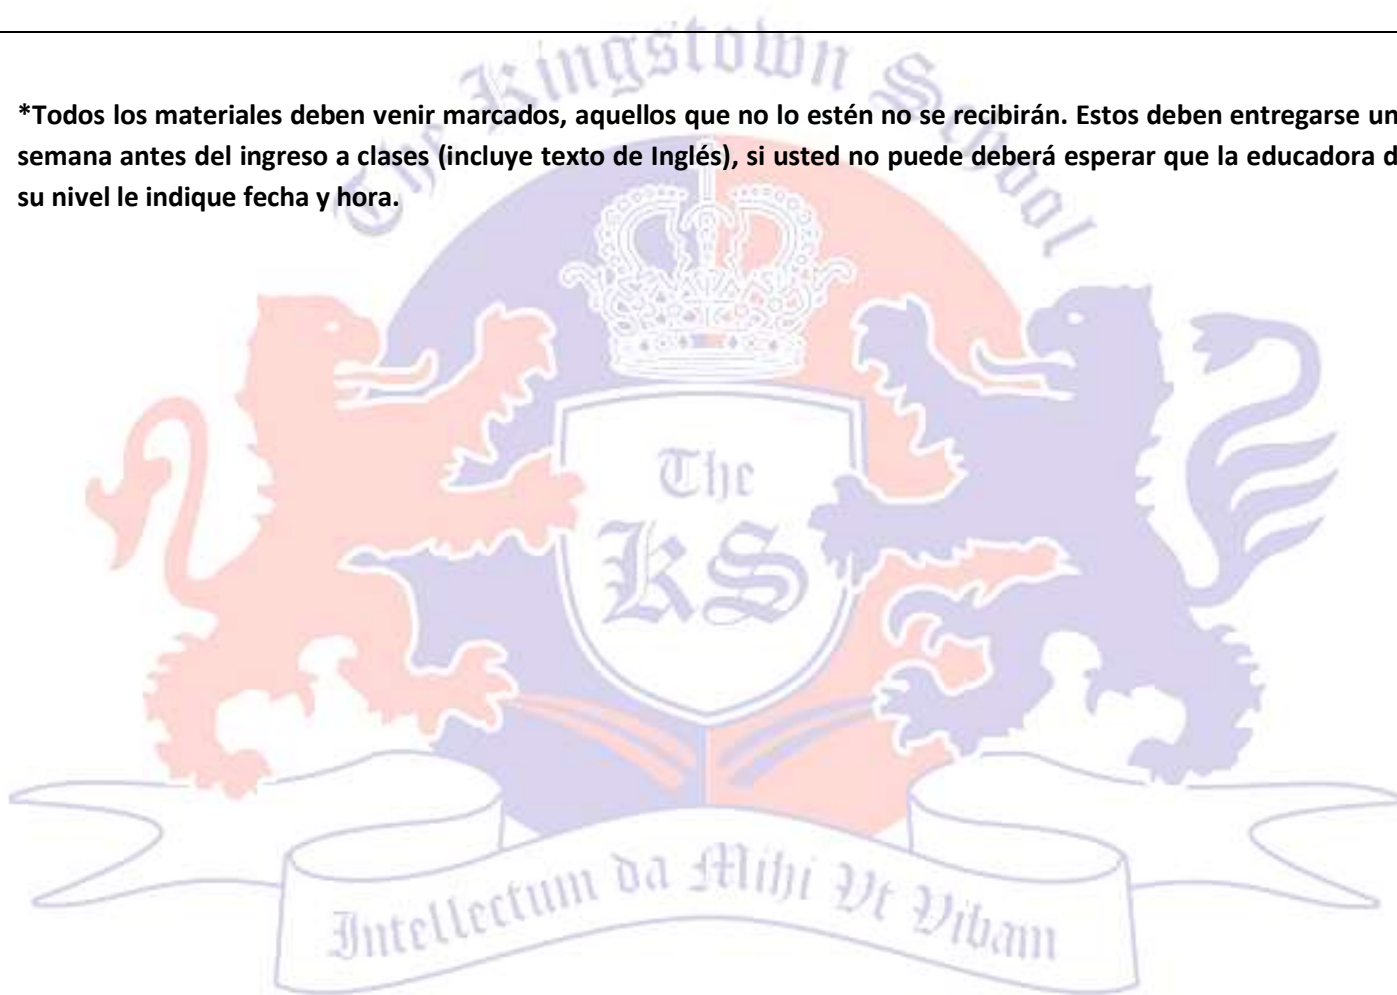 The Kingstown School
*Todos los materiales deben venir marcados, aquellos que no lo estén no se recibirán. Estos deben entregarse un
semana antes del ingreso a clases (incluye texto de Inglés), si usted no puede deberá esperar que la educadora d
su nivel le indique fecha y hora.
The
KS
Intellectum da Mihi Vt Vibam